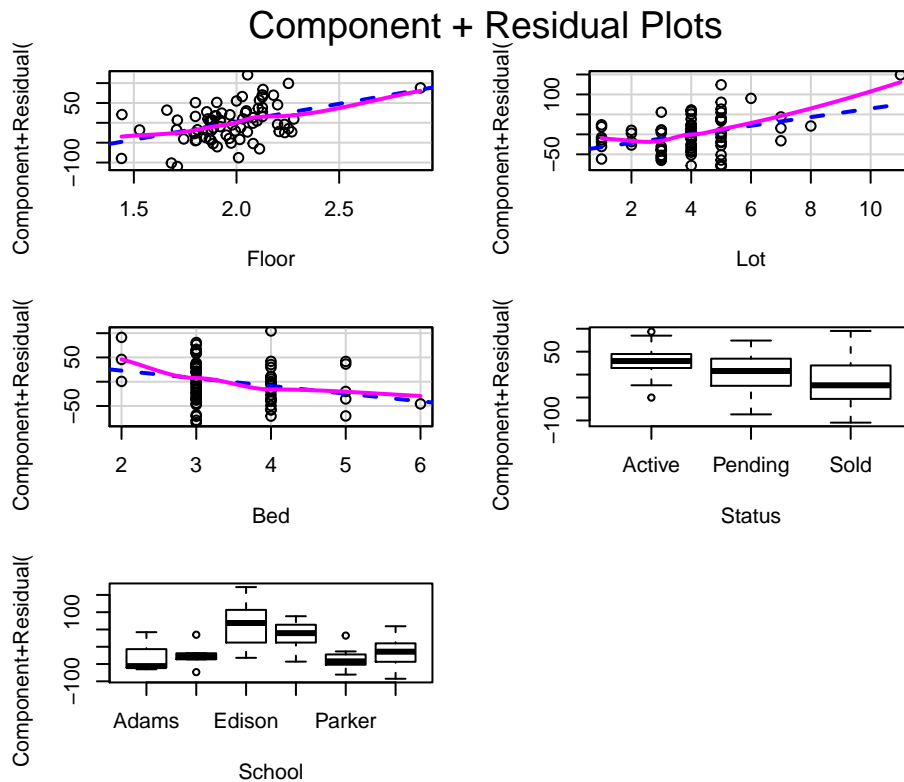 Component + Residual Plots
Component+Residual(
−100 50
1.5 2.0 2.5
Floor
Component+Residual(
−50 100
2 4 6 8 10
Lot
Component+Residual(
−50 50
2 3 4 5 6
Bed
Component+Residual(
−100 50
Active Pending Sold
Status
Component+Residual(
−100 100
Adams Edison Parker
School